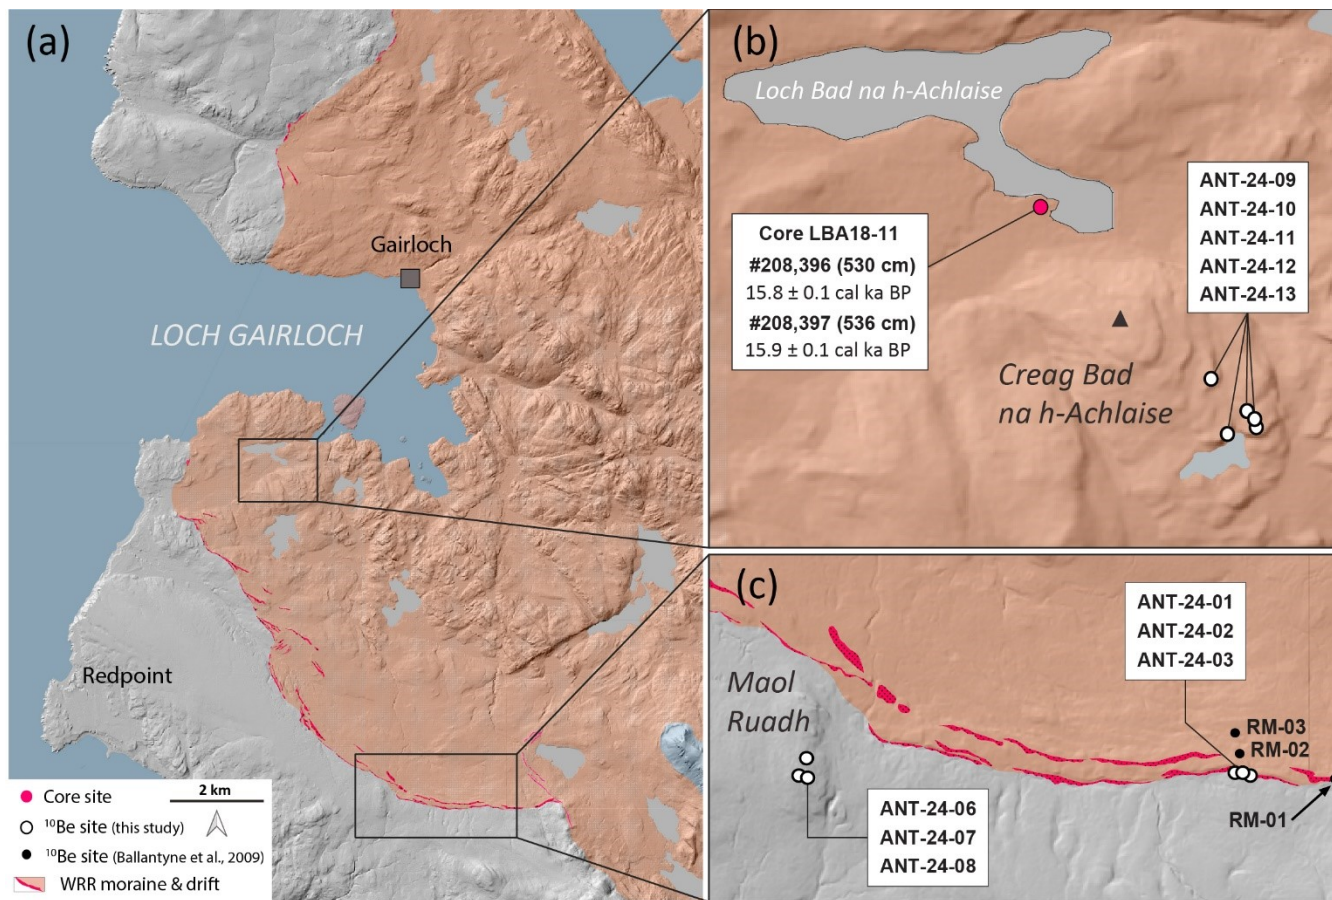 (a)
Gairloch
LOCH GAIRLOCH
Redpoint
2 km
Core site
¹⁰Be site (this study)
¹⁰Be site (Ballantyne et al., 2009)
WRR moraine & drift
(b)
Loch Bad na h-Achlaise
Core LBA18-11
#208,396 (530 cm)
15.8 ± 0.1 cal ka BP
#208,397 (536 cm)
15.9 ± 0.1 cal ka BP
ANT-24-09
ANT-24-10
ANT-24-11
ANT-24-12
ANT-24-13
Creag Bad
na h-Achlaise
(c)
Maol
Ruadh
ANT-24-01
ANT-24-02
ANT-24-03
RM-03
RM-02
RM-01
ANT-24-06
ANT-24-07
ANT-24-08